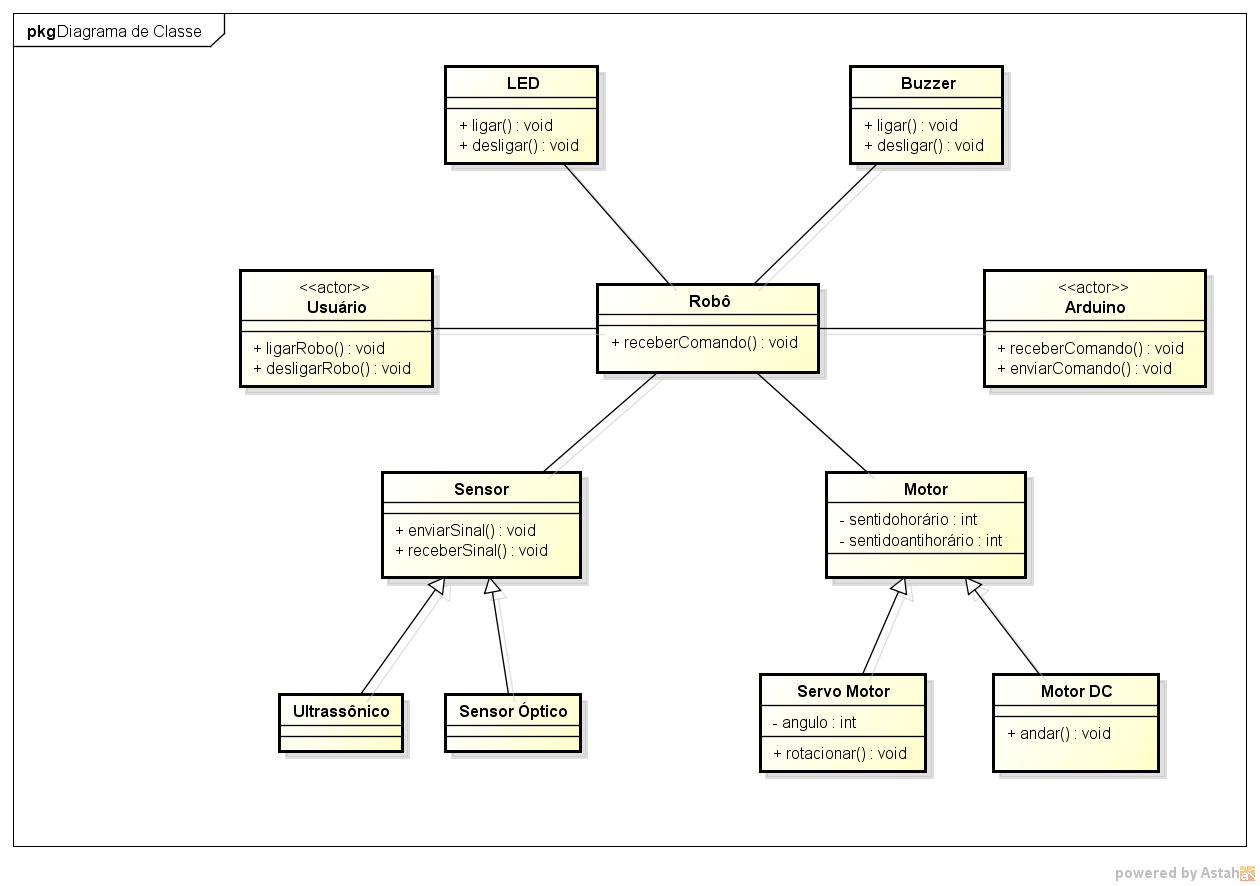 pkgDiagrama de Classe
LED
+ ligar() : void
+ desligar() : void
Buzzer
+ ligar() : void
+ desligar() : void
<<actor>>
Usuário
+ ligarRobo() : void
+ desligarRobo() : void
Robô
+ receberComando() : void
<<actor>>
Arduino
+ receberComando() : void
+ enviarComando() : void
Sensor
+ enviarSinal() : void
+ receberSinal() : void
Motor
- sentidohorário : int
- sentidoantihorário : int
Ultrassônico
Sensor Óptico
Servo Motor
- angulo : int
+ rotacionar() : void
Motor DC
+ andar() : void
powered by Astah